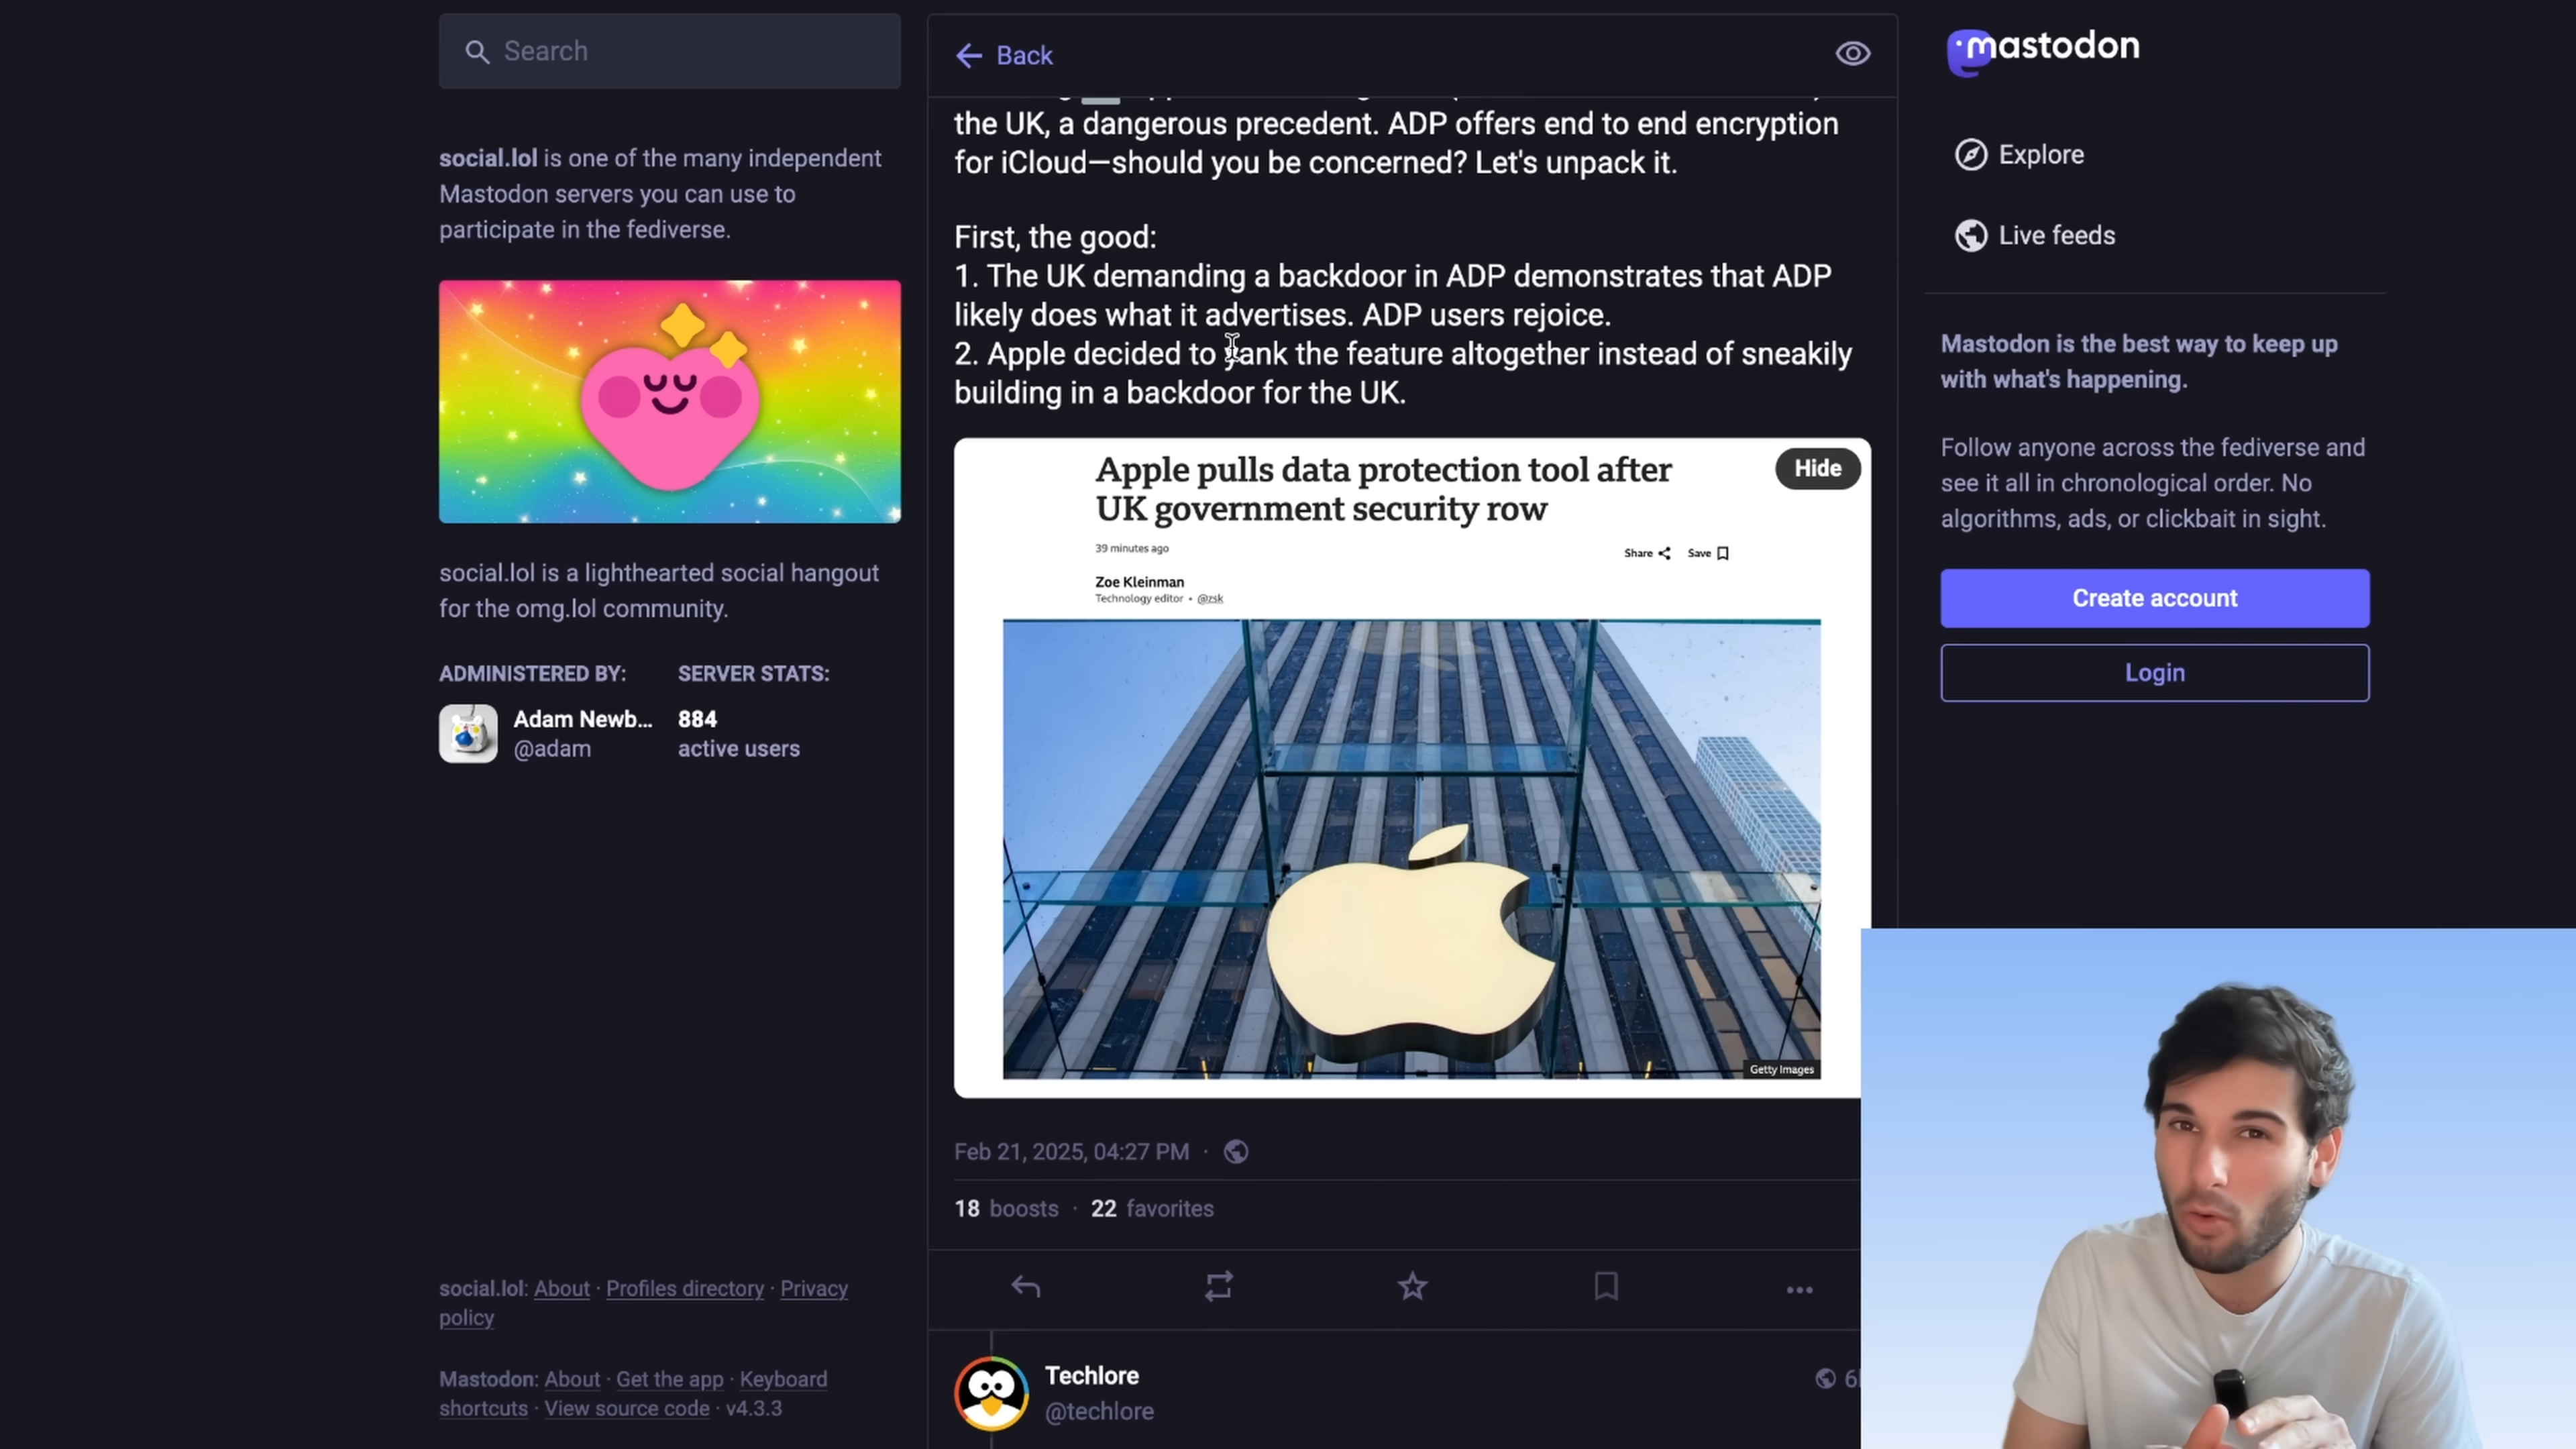 Search
social.lol is one of the many independent
Mastodon servers you can use to
participate in the fediverse.
social.lol is a lighthearted social hangout
for the omg.lol community.
ADMINISTERED BY:
Adam Newb...
@adam
SERVER STATS:
884
active users
social.lol: About · Profiles directory · Privacy
policy
Mastodon: About · Get the app · Keyboard
shortcuts · View source code · v4.3.3
Back
the UK, a dangerous precedent. ADP offers end to end encryption
for iCloud—should you be concerned? Let's unpack it.
First, the good:
1. The UK demanding a backdoor in ADP demonstrates that ADP
likely does what it advertises. ADP users rejoice.
2. Apple decided to yank the feature altogether instead of sneakily
building in a backdoor for the UK.
Apple pulls data protection tool after
UK government security row
Hide
39 minutes ago
Share
Save
Zoe Kleinman
Technology editor • @zsk
Getty Images
Feb 21, 2025, 04:27 PM ·
18 boosts · 22 favorites
Techlore
@techlore
mastodon
Explore
Live feeds
Mastodon is the best way to keep up
with what's happening.
Follow anyone across the fediverse and
see it all in chronological order. No
algorithms, ads, or clickbait in sight.
Create account
Login